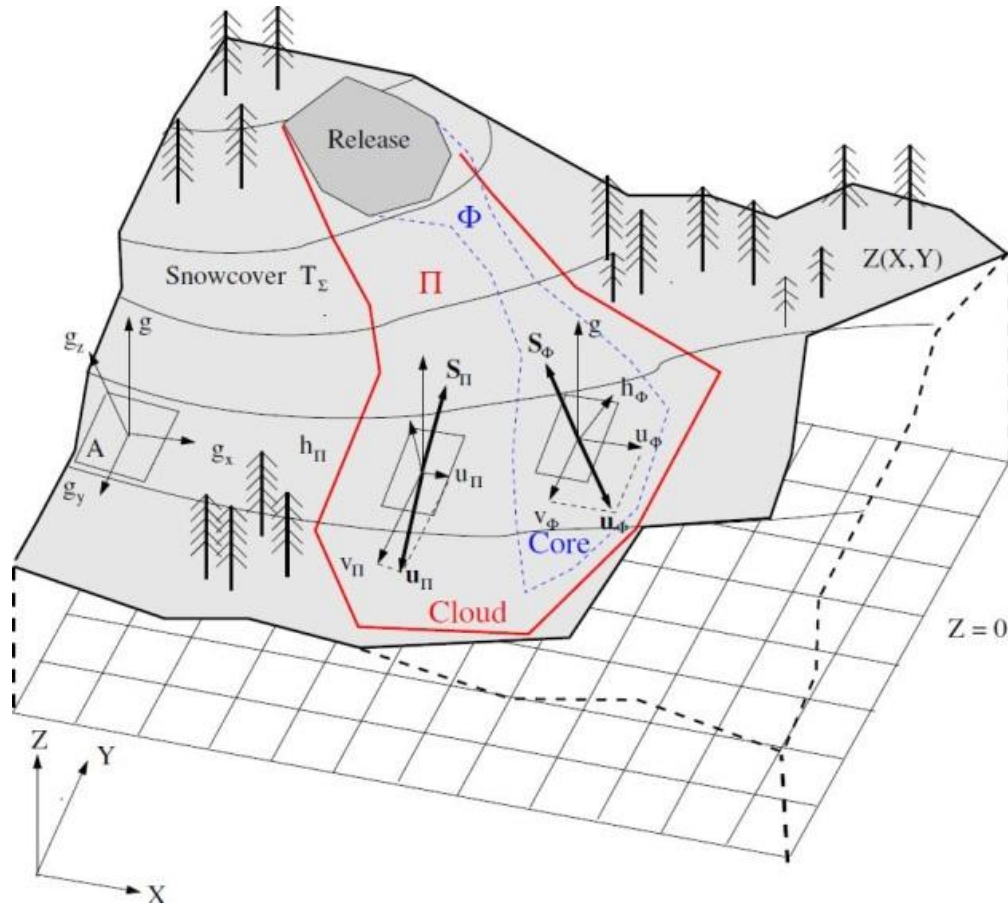 Release
Φ
Z(X,Y)
Snowcover T_Σ
Π
g
g
g_z
S_Π
S_Φ
h_Φ
A
g_x
h_Π
u_Π
u_Φ
g_y
v_Φ
u_Φ
Core
v_Π
u_Π
Cloud
Z = 0
Z
Y
X